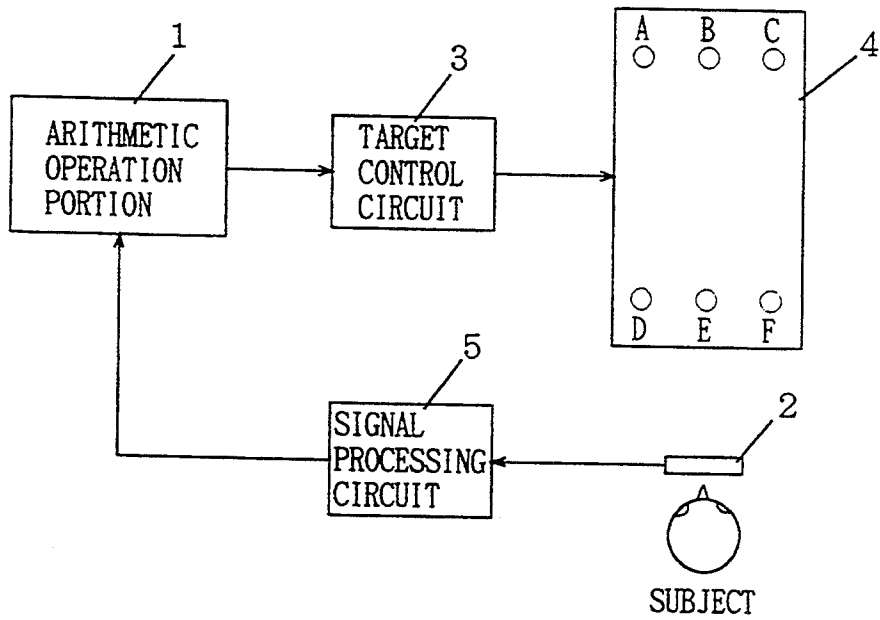 1
ARITHMETIC
OPERATION
PORTION
3
TARGET
CONTROL
CIRCUIT
A B C
4
D E F
5
SIGNAL
PROCESSING
CIRCUIT
2
SUBJECT